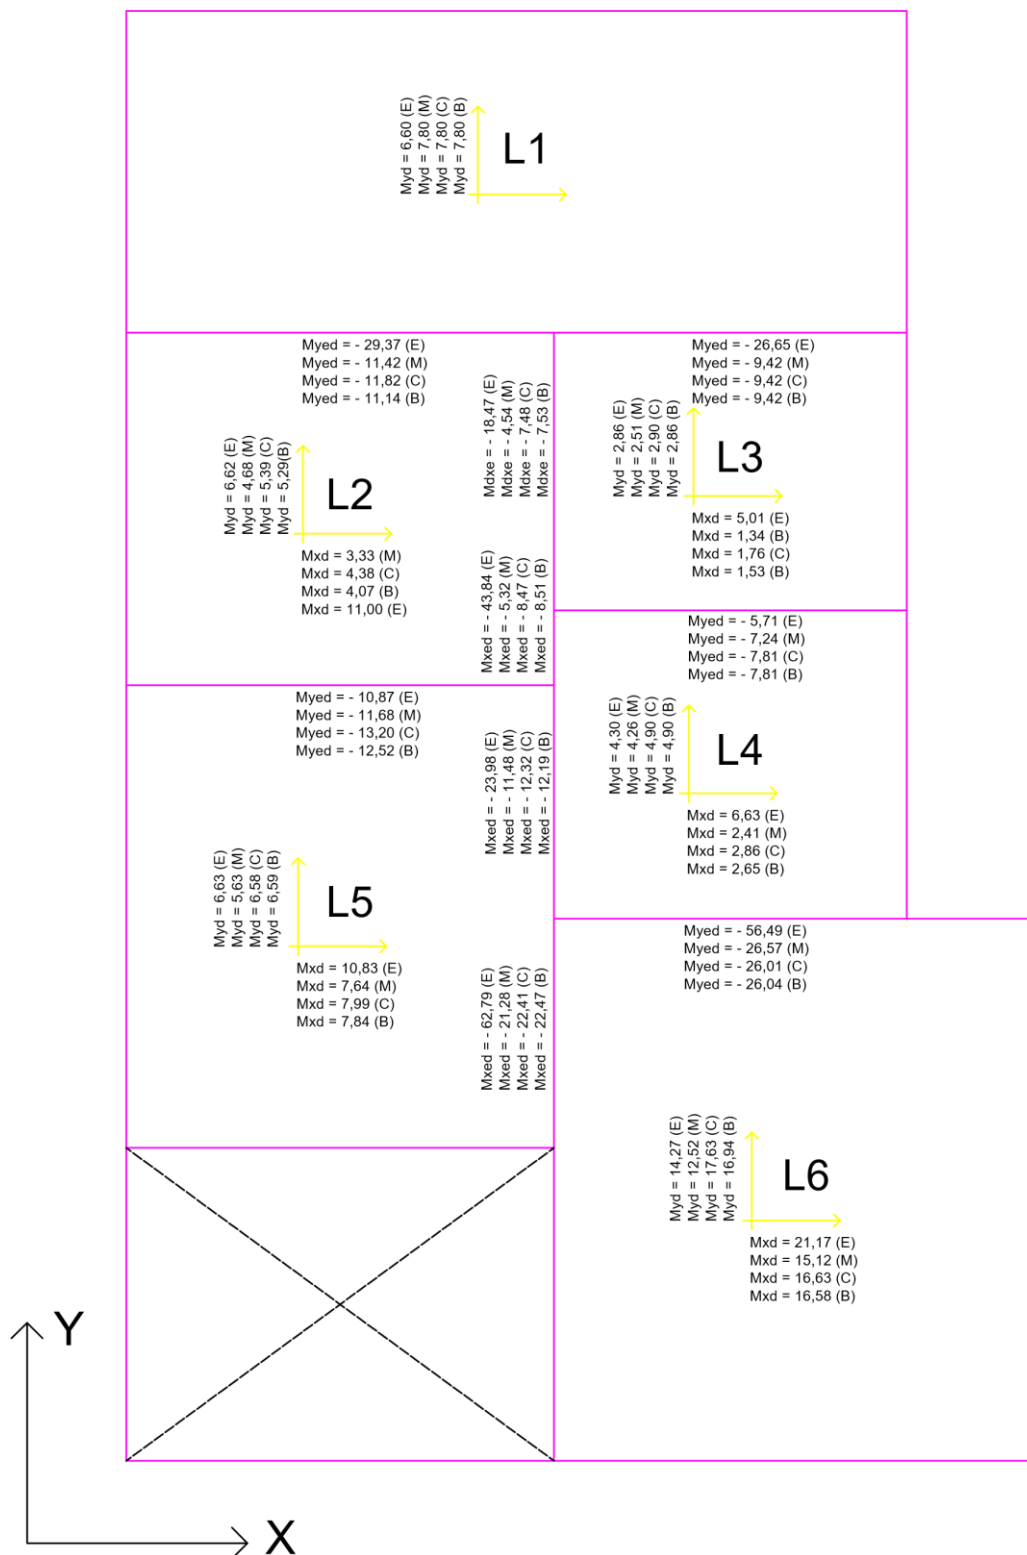 Myd = 6,60 (E)
Myd = 7,80 (M)
Myd = 7,80 (C)
Myd = 7,80 (B)
L1
Myed = - 29,37 (E)
Myed = - 11,42 (M)
Myed = - 11,82 (C)
Myed = - 11,14 (B)
Mdxe = - 18,47 (E)
Mdxe = - 4,54 (M)
Mdxe = - 7,48 (C)
Mdxe = - 7,53 (B)
Myed = - 26,65 (E)
Myed = - 9,42 (M)
Myed = - 9,42 (C)
Myed = - 9,42 (B)
Myd = 6,62 (E)
Myd = 4,68 (M)
Myd = 5,39 (C)
Myd = 5,29(B)
L2
Mxd = 3,33 (M)
Mxd = 4,38 (C)
Mxd = 4,07 (B)
Mxd = 11,00 (E)
Myd = 2,86 (E)
Myd = 2,51 (M)
Myd = 2,90 (C)
Myd = 2,86 (B)
L3
Mxd = 5,01 (E)
Mxd = 1,34 (B)
Mxd = 1,76 (C)
Mxd = 1,53 (B)
Mxed = - 43,84 (E)
Mxed = - 5,32 (M)
Mxed = - 8,47 (C)
Mxed = - 8,51 (B)
Myed = - 5,71 (E)
Myed = - 7,24 (M)
Myed = - 7,81 (C)
Myed = - 7,81 (B)
Myed = - 10,87 (E)
Myed = - 11,68 (M)
Myed = - 13,20 (C)
Myed = - 12,52 (B)
Mxed = - 23,98 (E)
Mxed = - 11,48 (M)
Mxed = - 12,32 (C)
Mxed = - 12,19 (B)
Myd = 4,30 (E)
Myd = 4,26 (M)
Myd = 4,90 (C)
Myd = 4,90 (B)
L4
Mxd = 6,63 (E)
Mxd = 2,41 (M)
Mxd = 2,86 (C)
Mxd = 2,65 (B)
Myd = 6,63 (E)
Myd = 5,63 (M)
Myd = 6,58 (C)
Myd = 6,59 (B)
L5
Mxd = 10,83 (E)
Mxd = 7,64 (M)
Mxd = 7,99 (C)
Mxd = 7,84 (B)
Mxed = - 62,79 (E)
Mxed = - 21,28 (M)
Mxed = - 22,41 (C)
Mxed = - 22,47 (B)
Myed = - 56,49 (E)
Myed = - 26,57 (M)
Myed = - 26,01 (C)
Myed = - 26,04 (B)
Myd = 14,27 (E)
Myd = 12,52 (M)
Myd = 17,63 (C)
Myd = 16,94 (B)
L6
Mxd = 21,17 (E)
Mxd = 15,12 (M)
Mxd = 16,63 (C)
Mxd = 16,58 (B)
Y
X